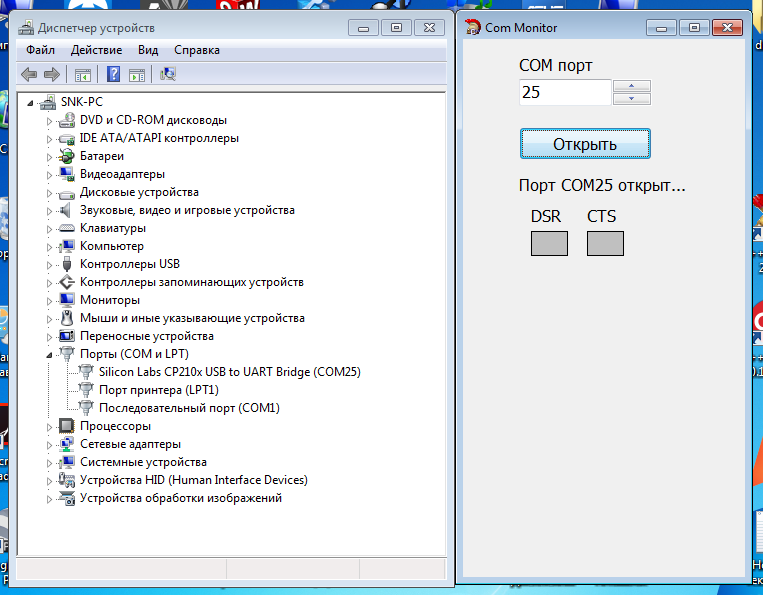 Диспетчер устройств
Файл Действие Вид Справка
SNK-PC
DVD и CD-ROM дисководы
IDE ATA/ATAPI контроллеры
Батареи
Видеоадаптеры
Дисковые устройства
Звуковые, видео и игровые устройства
Клавиатуры
Компьютер
Контроллеры USB
Контроллеры запоминающих устройств
Мониторы
Мыши и иные указывающие устройства
Переносные устройства
Порты (COM и LPT)
Silicon Labs CP210x USB to UART Bridge (COM25)
Порт принтера (LPT1)
Последовательный порт (COM1)
Процессоры
Сетевые адаптеры
Системные устройства
Устройства HID (Human Interface Devices)
Устройства обработки изображений
Com Monitor
COM порт
25
Открыть
Порт COM25 открыт...
DSR CTS